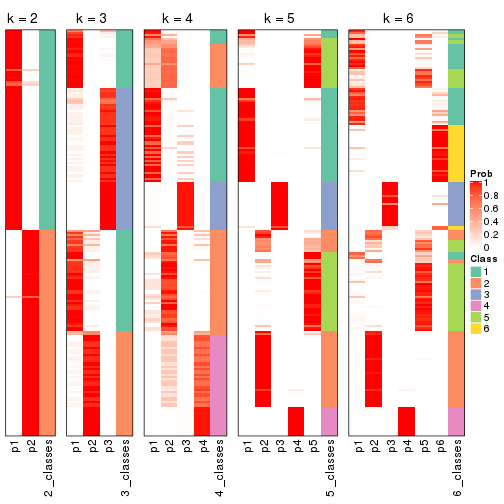 k = 2
k = 3
k = 4
k = 5
k = 6
Prob
1
0.8
0.6
0.4
0.2
0
Class
1
2
3
4
5
6
p1
p2
2_classes
p1
p2
p3
3_classes
p1
p2
p3
p4
4_classes
p1
p2
p3
p4
p5
5_classes
p1
p2
p3
p4
p5
p6
6_classes